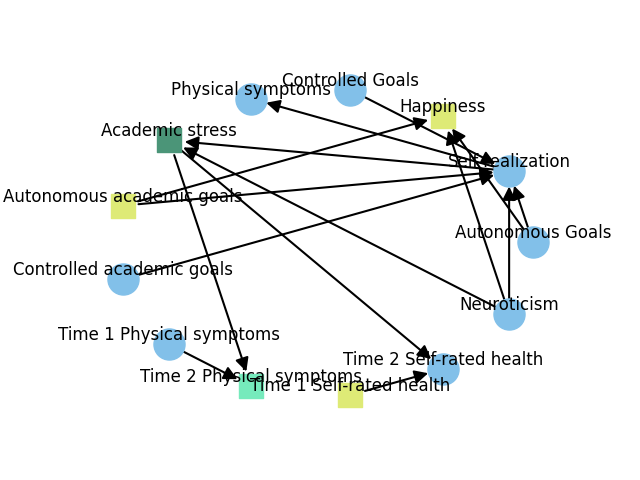 Controlled Goals
Physical symptoms
Happiness
Academic stress
Self-realization
Autonomous academic goals
Autonomous Goals
Controlled academic goals
Neuroticism
Time 1 Physical symptoms
Time 2 Self-rated health
Time 2 Physical symptoms
Time 1 Self-rated health